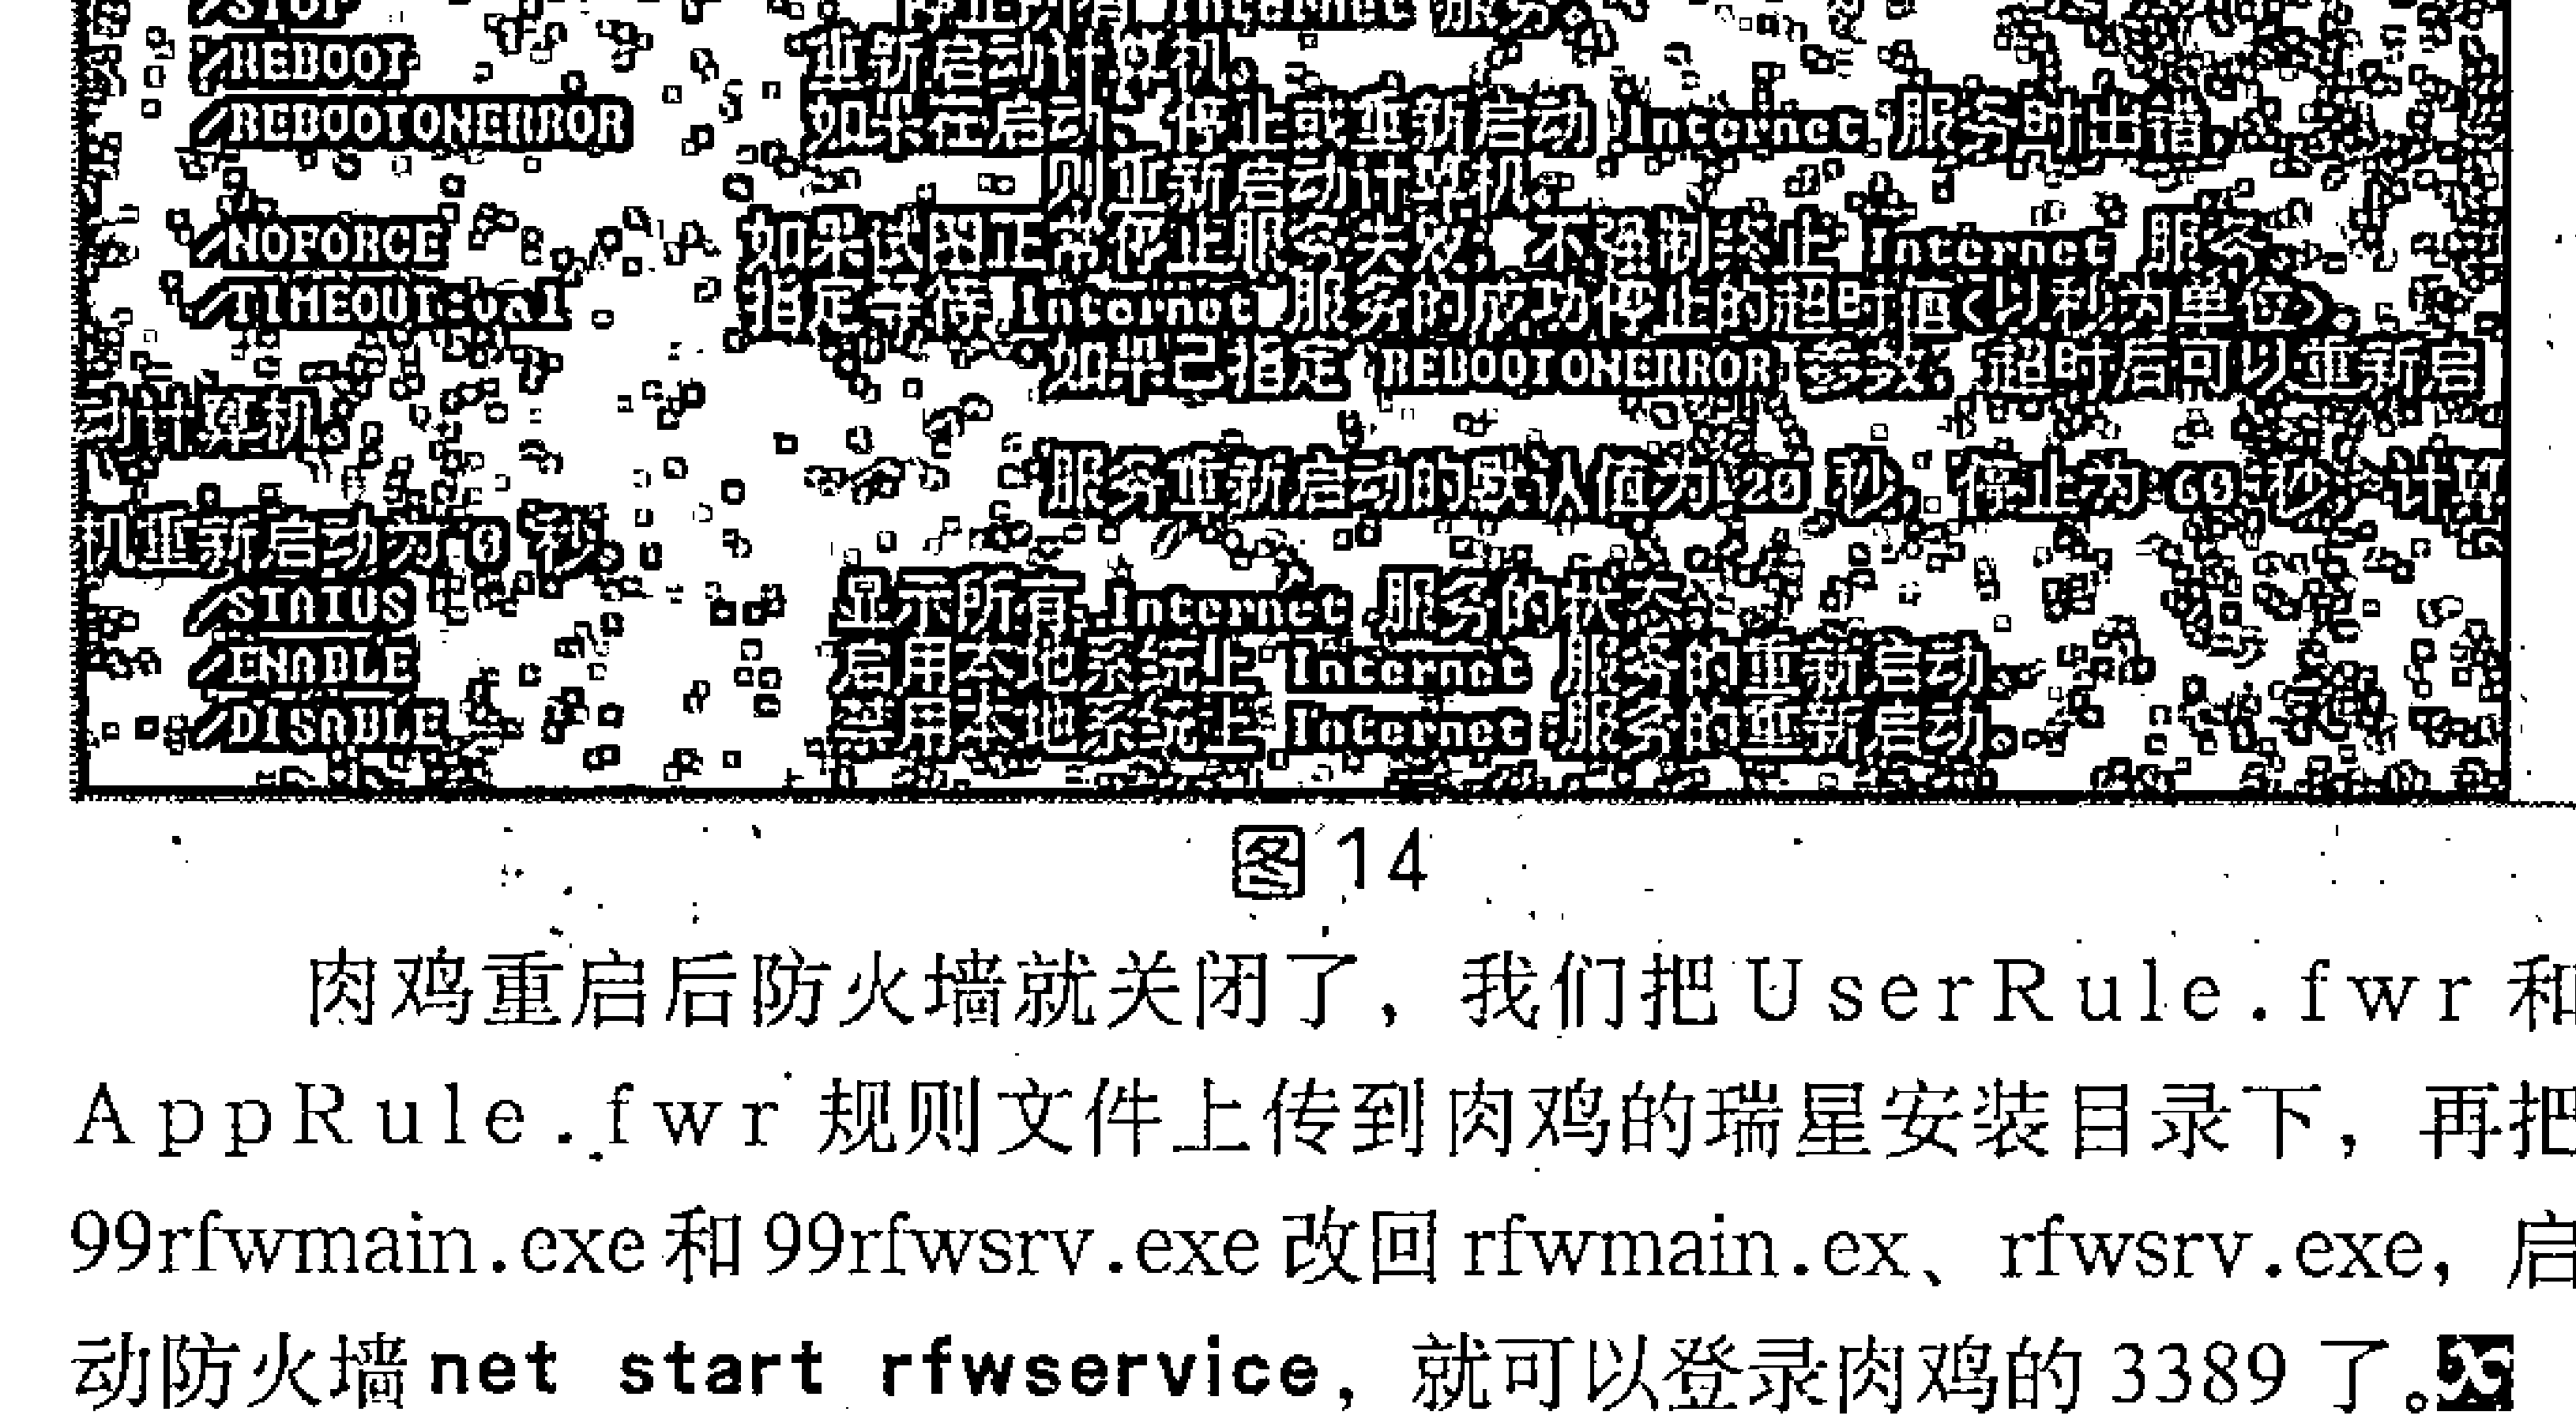 /STOP 停止所有 Internet 服务。
/REBOOT 重新启动计算机。
/REBOOTONERROR 如果在启动、停止或重新启动 Internet 服务时出错,
则重新启动计算机。
/NOFORCE 如果试图正常停止服务失败,不强制终止 Internet 服务。
/TIMEOUT:val 指定等待 Internet 服务的成功停止的超时值(以秒为单位)。
如果已指定 /REBOOTONERROR 参数,超时后可以重新启
动计算机。
服务重新启动的默认值为 20 秒,停止为 60 秒,计算
机重新启动为 0 秒。
/STATUS 显示所有 Internet 服务的状态。
/ENABLE 启用本地系统上 Internet 服务的重新启动。
/DISABLE 禁用本地系统上 Internet 服务的重新启动。
图 14
肉鸡重启后防火墙就关闭了，我们把 UserRule.fwr 和
AppRule.fwr 规则文件上传到肉鸡的瑞星安装目录下，再把
99rfwmain.exe 和 99rfwsrv.exe 改回 rfwmain.ex、rfwsrv.exe，启
动防火墙 net start rfwservice，就可以登录肉鸡的 3389 了。